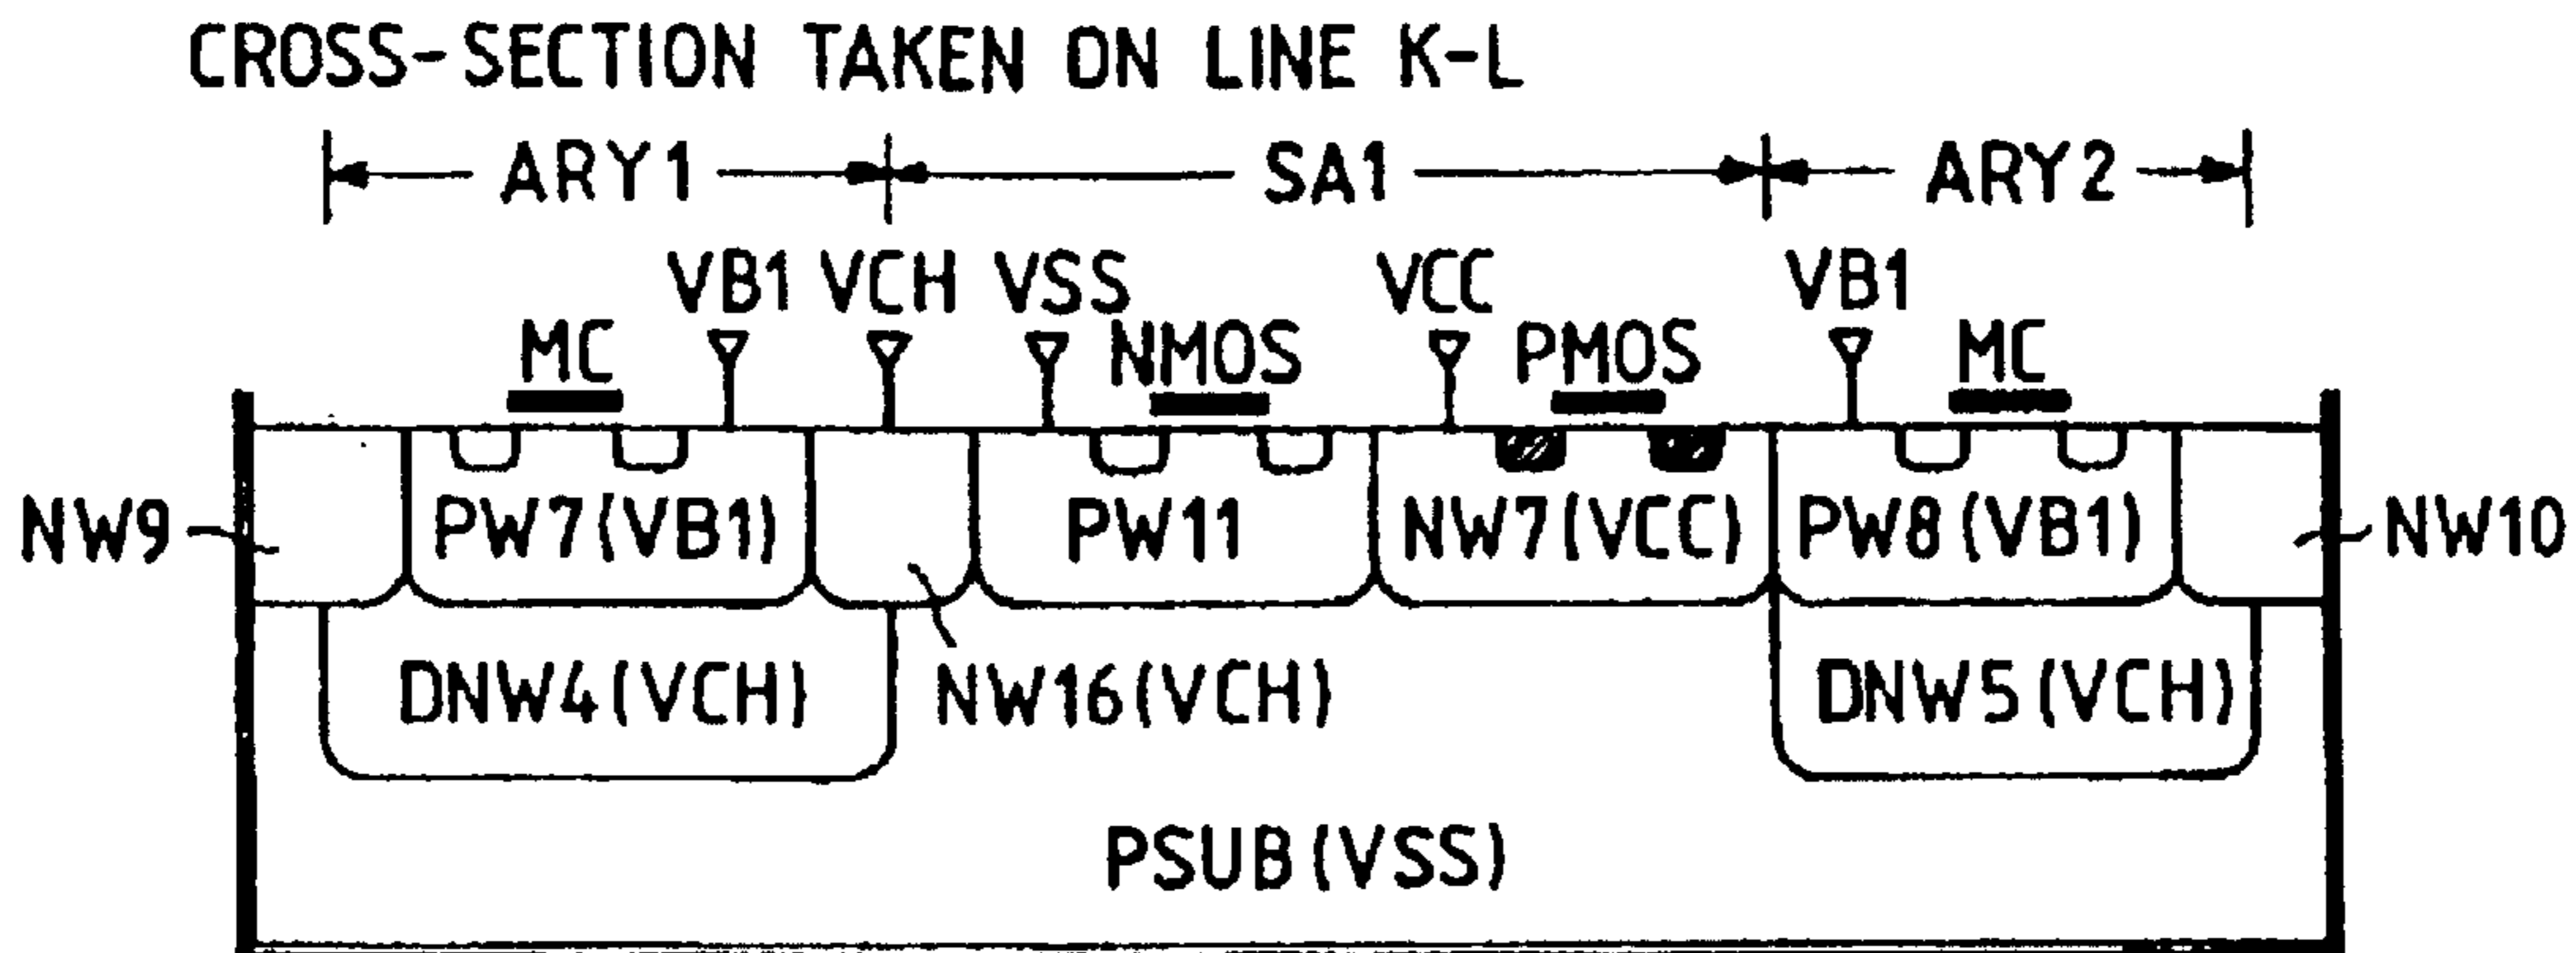 CROSS-SECTION TAKEN ON LINE K-L
ARY1 SA1 ARY2
VB1 VCH VSS VCC VB1
MC NMOS PMOS MC
NW9 PW7(VB1) PW11 NW7(VCC) PW8(VB1) NW10
DNW4(VCH) NW16(VCH) DNW5(VCH)
PSUB(VSS)